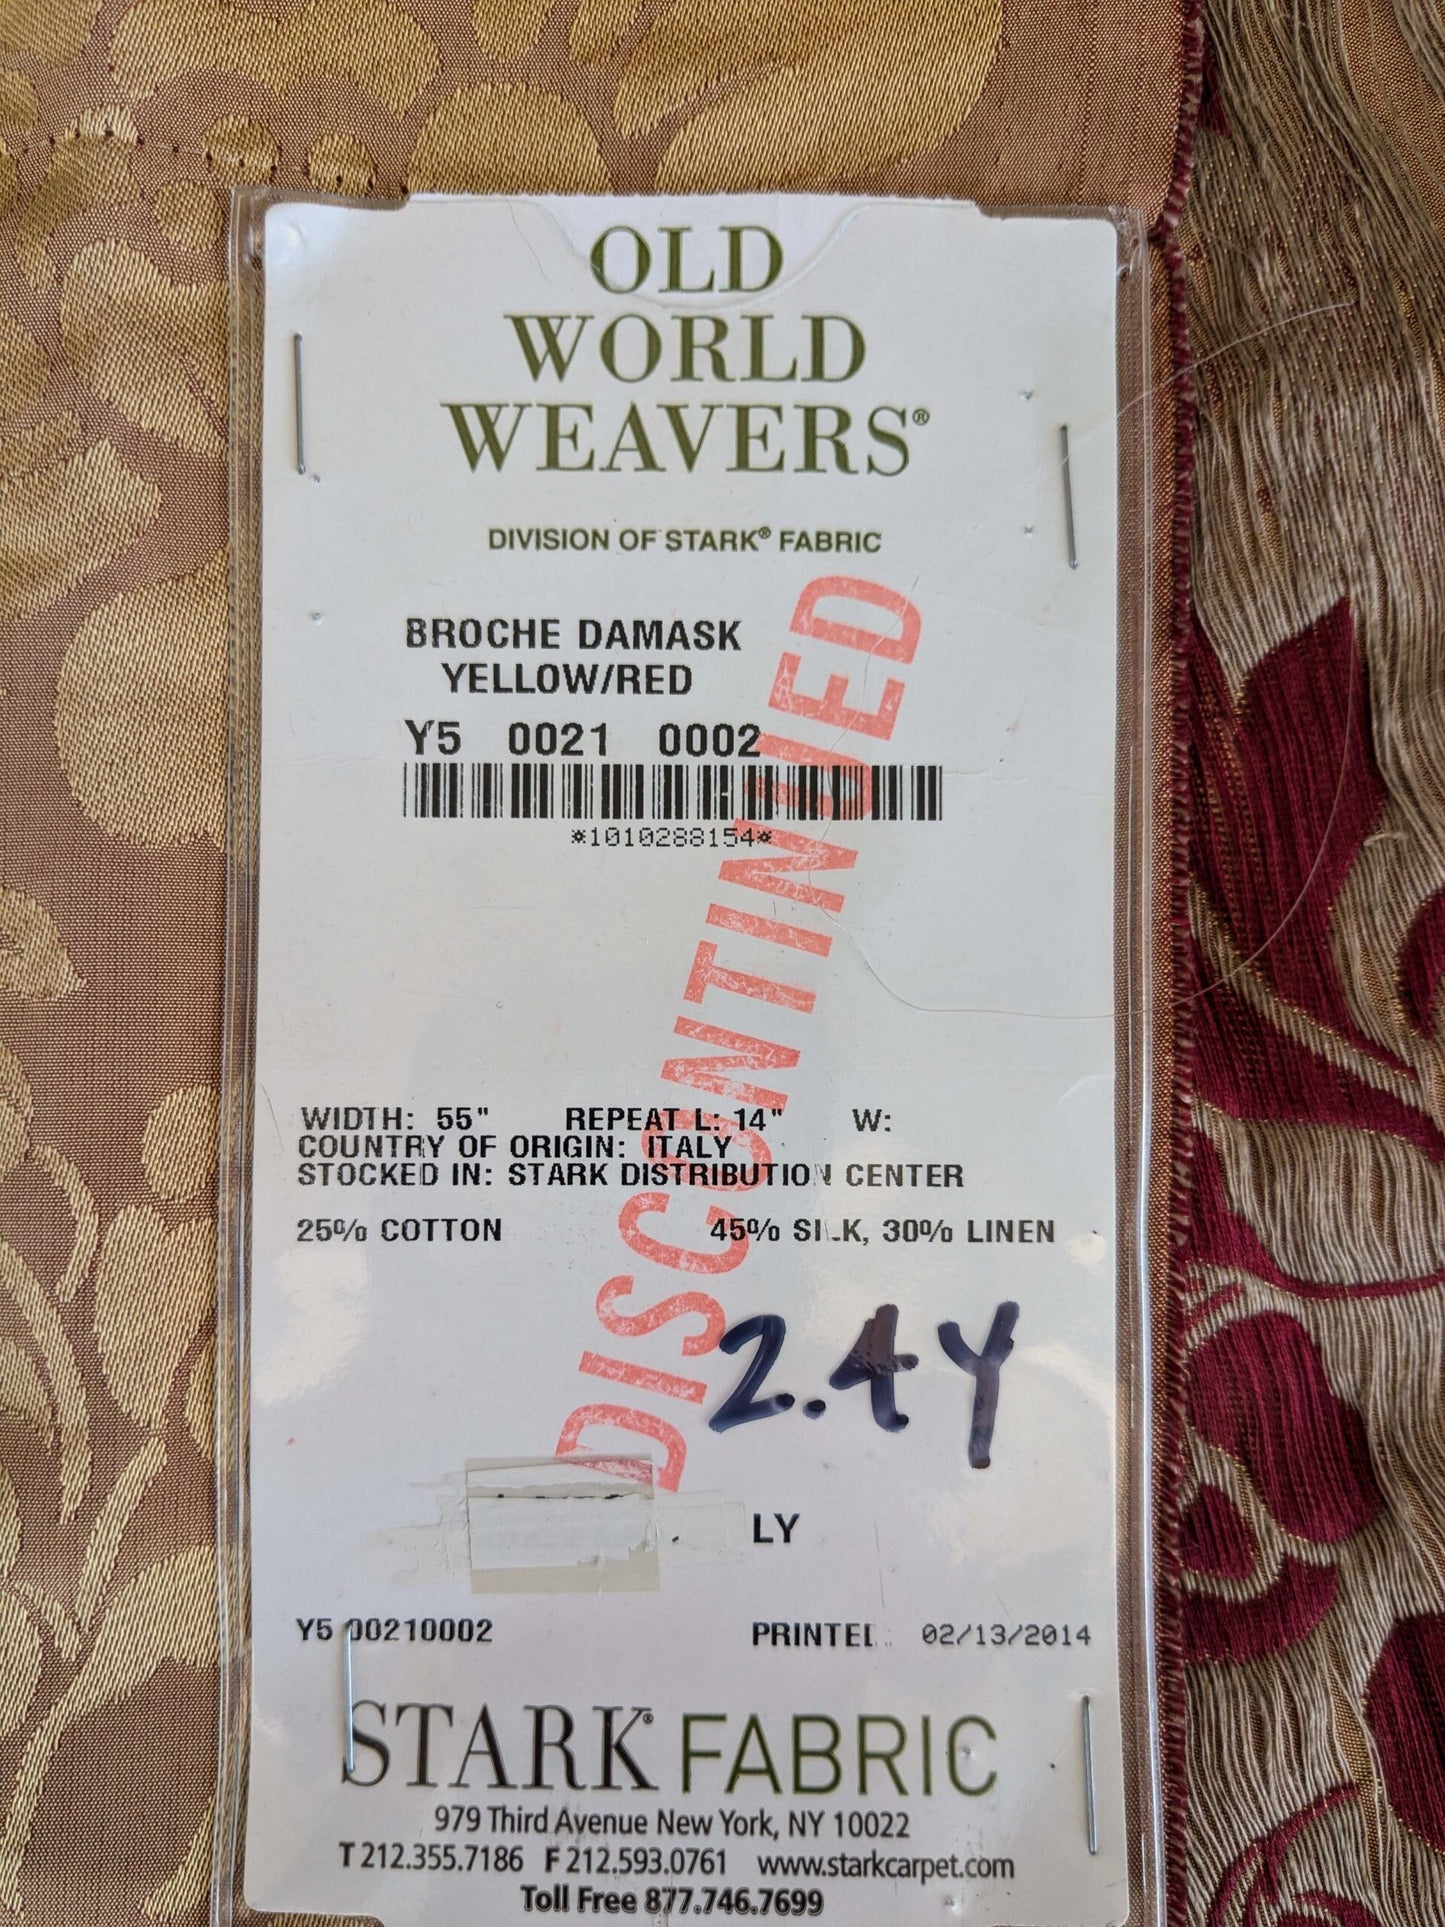 OLD
WORLD
WEAVERS®
DIVISION OF STARK® FABRIC
BROCHE DAMASK
YELLOW/RED
Y5 0021 0002
*1010288154*
DISCONTINUED
WIDTH: 55" REPEAT L: 14" W:
COUNTRY OF ORIGIN: ITALY
STOCKED IN: STARK DISTRIBUTION CENTER
25% COTTON 45% SILK, 30% LINEN
2.4Y
LY
Y5 00210002 PRINTED 02/13/2014
STARK® FABRIC
979 Third Avenue New York, NY 10022
T 212.355.7186 F 212.593.0761 www.starkcarpet.com
Toll Free 877.746.7699